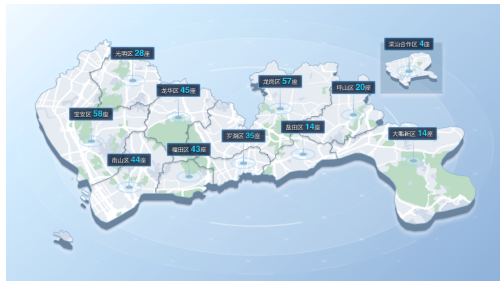 深汕合作区 4座
光明区 28座
龙岗区 57座
坪山区 20座
龙华区 45座
宝安区 58座
盐田区 14座
大鹏新区 14座
罗湖区 35座
福田区 43座
南山区 44座